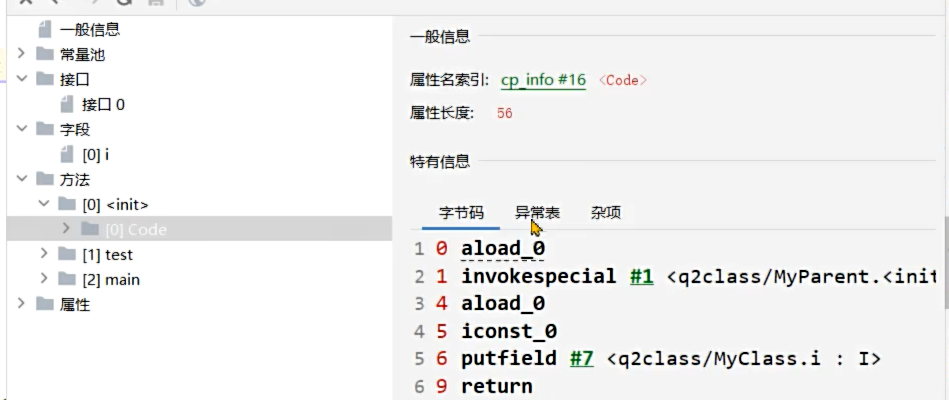 一般信息
常量池
接口
接口 0
字段
[0] i
方法
[0] <init>
[0] Code
[1] test
[2] main
属性
一般信息
属性名索引: cp_info #16 <Code>
属性长度: 56
特有信息
字节码 异常表 杂项
1 0 aload_0
2 1 invokespecial #1 <q2class/MyParent.<init
3 4 aload_0
4 5 iconst_0
5 6 putfield #7 <q2class/MyClass.i : I>
6 9 return